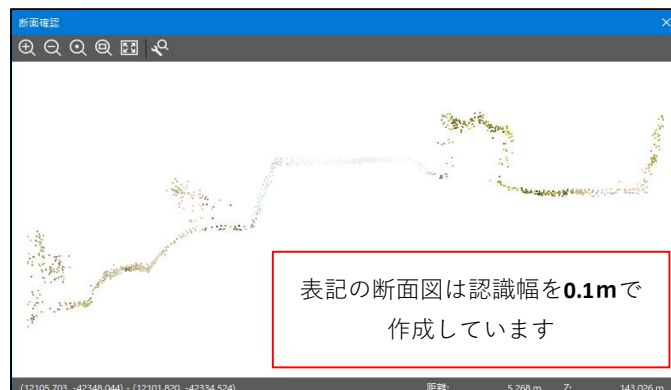 断面確認
表記の断面図は認識幅を0.1mで
作成しています
(12105.703, -42348.044) - (12101.820, -42334.524) 距離: 5.268 m Z: 143.026 m